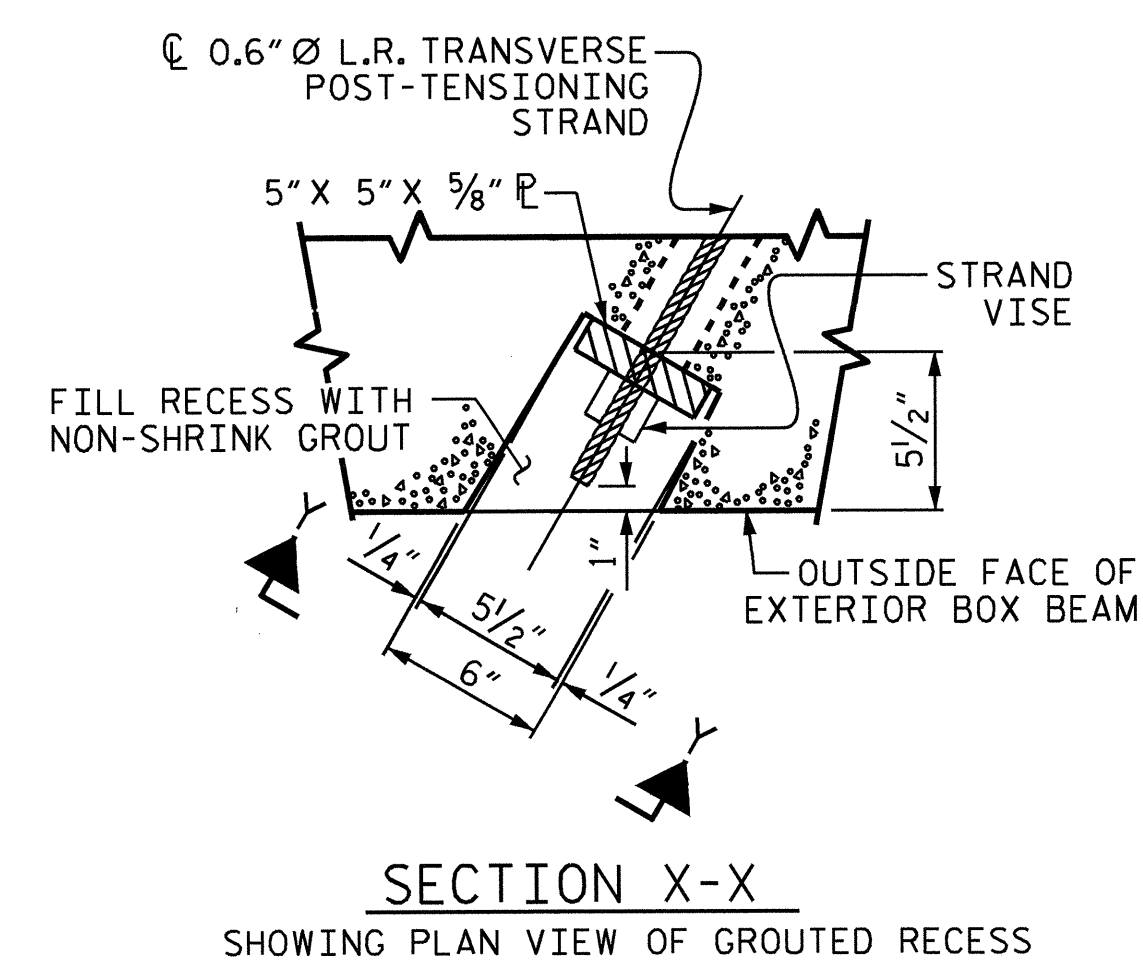 ℄ 0.6" Ø L.R. TRANSVERSE
POST-TENSIONING
STRAND
5" X 5" X 5/8" ⅊
STRAND
VISE
FILL RECESS WITH
NON-SHRINK GROUT
5 1/2"
Y
1/4"
1"
5 1/2"
OUTSIDE FACE OF
EXTERIOR BOX BEAM
6"
1/4"
Y
SECTION X-X
SHOWING PLAN VIEW OF GROUTED RECESS